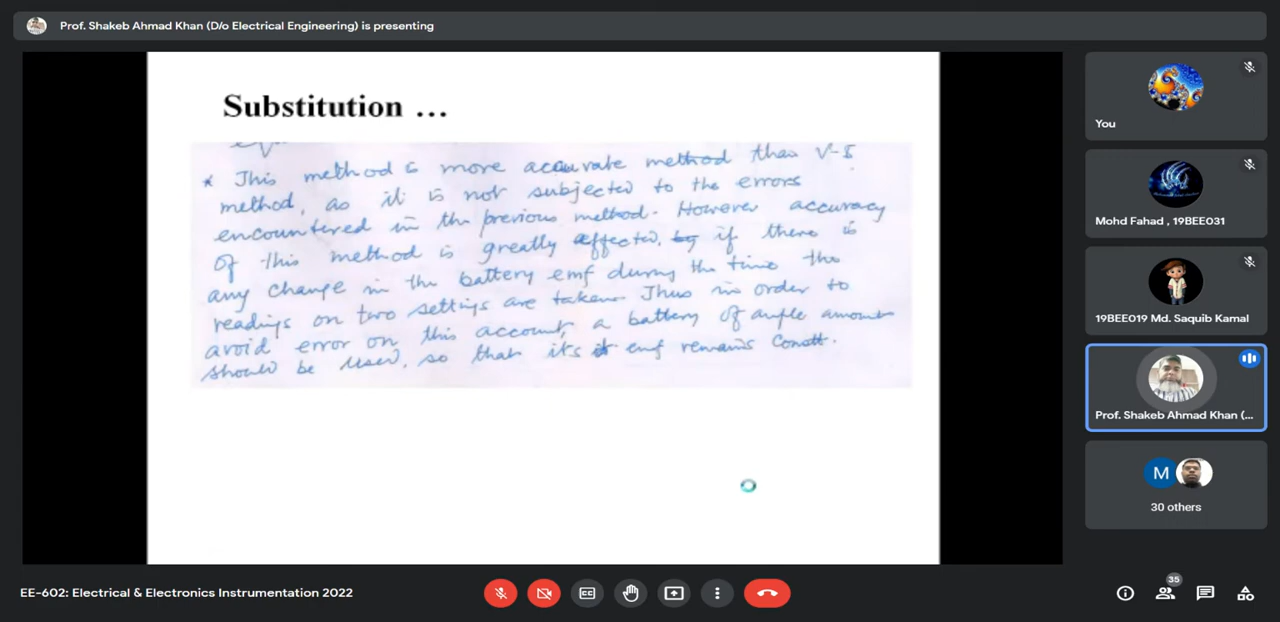 Prof. Shakeb Ahmad Khan (D/o Electrical Engineering) is presenting
Substitution ...
* This method is more accurate method than V-I
method, as it is not subjected to the errors
encountered in the previous method. However accuracy
of this method is greatly affected, by if there is
any change in the battery emf during the time the
readings on two settings are taken. Thus in order to
avoid error on this account, a battery of ample amount
should be used, so that its emf remains Constt.
You
Mohd Fahad , 19BEE031
19BEE019 Md. Saquib Kamal
Prof. Shakeb Ahmad Khan (...
M
30 others
EE-602: Electrical & Electronics Instrumentation 2022
CC
35